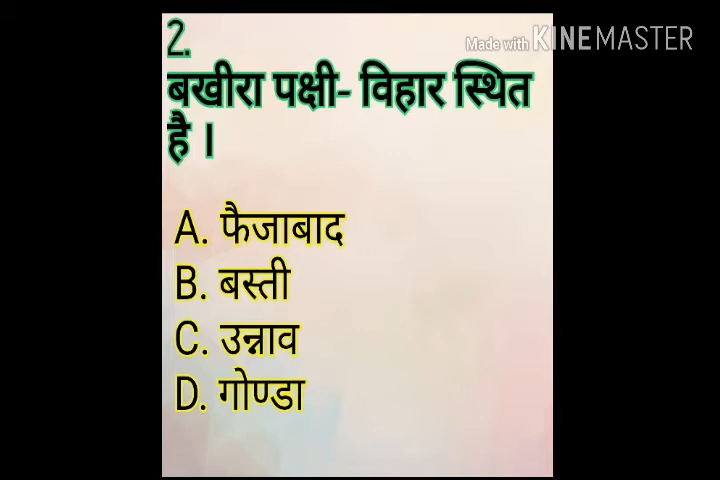 2.
Made with KINEMASTER
बखीरा पक्षी- विहार स्थित
है ।
A. फैजाबाद
B. बस्ती
C. उन्नाव
D. गोण्डा